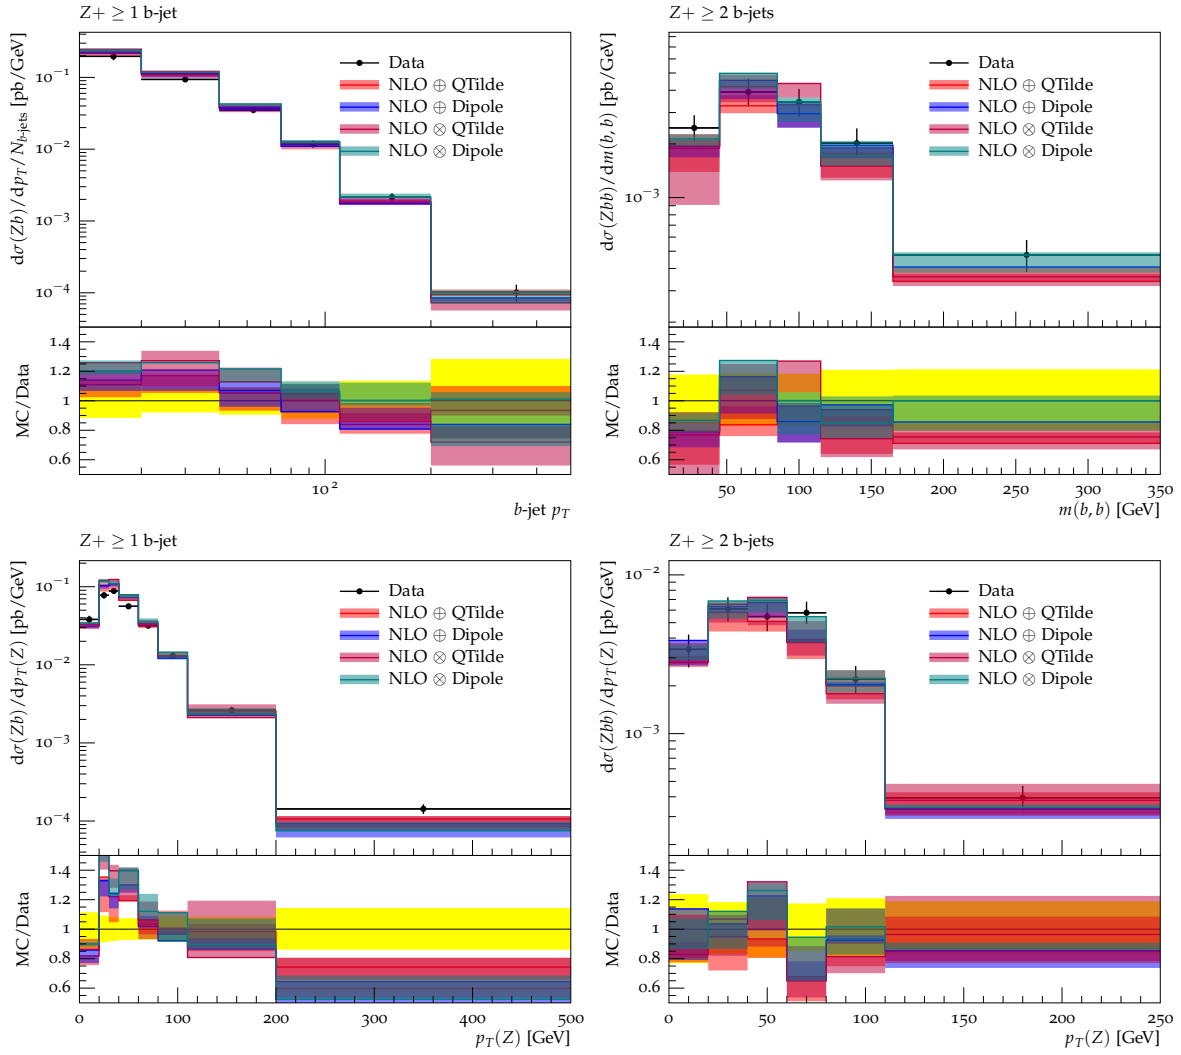 Z+ ≥ 1 b-jet
dσ(Zb)/dp_T/N_b-jets [pb/GeV]
10^−1
10^−2
10^−3
10^−4
Data
NLO ⊕ QTilde
NLO ⊕ Dipole
NLO ⊗ QTilde
NLO ⊗ Dipole
MC/Data
1.4
1.2
1
0.8
0.6
10^2
b-jet p_T
Z+ ≥ 2 b-jets
dσ(Zbb)/dm(b, b) [pb/GeV]
10^−3
Data
NLO ⊕ QTilde
NLO ⊕ Dipole
NLO ⊗ QTilde
NLO ⊗ Dipole
MC/Data
1.4
1.2
1
0.8
0.6
50 100 150 200 250 300 350
m(b, b) [GeV]
Z+ ≥ 1 b-jet
dσ(Zb)/dp_T(Z) [pb/GeV]
10^−1
10^−2
10^−3
10^−4
Data
NLO ⊕ QTilde
NLO ⊕ Dipole
NLO ⊗ QTilde
NLO ⊗ Dipole
MC/Data
1.4
1.2
1
0.8
0.6
0 100 200 300 400 500
p_T(Z) [GeV]
Z+ ≥ 2 b-jets
dσ(Zbb)/dp_T(Z) [pb/GeV]
10^−2
10^−3
Data
NLO ⊕ QTilde
NLO ⊕ Dipole
NLO ⊗ QTilde
NLO ⊗ Dipole
MC/Data
1.4
1.2
1
0.8
0.6
0 50 100 150 200 250
p_T(Z) [GeV]